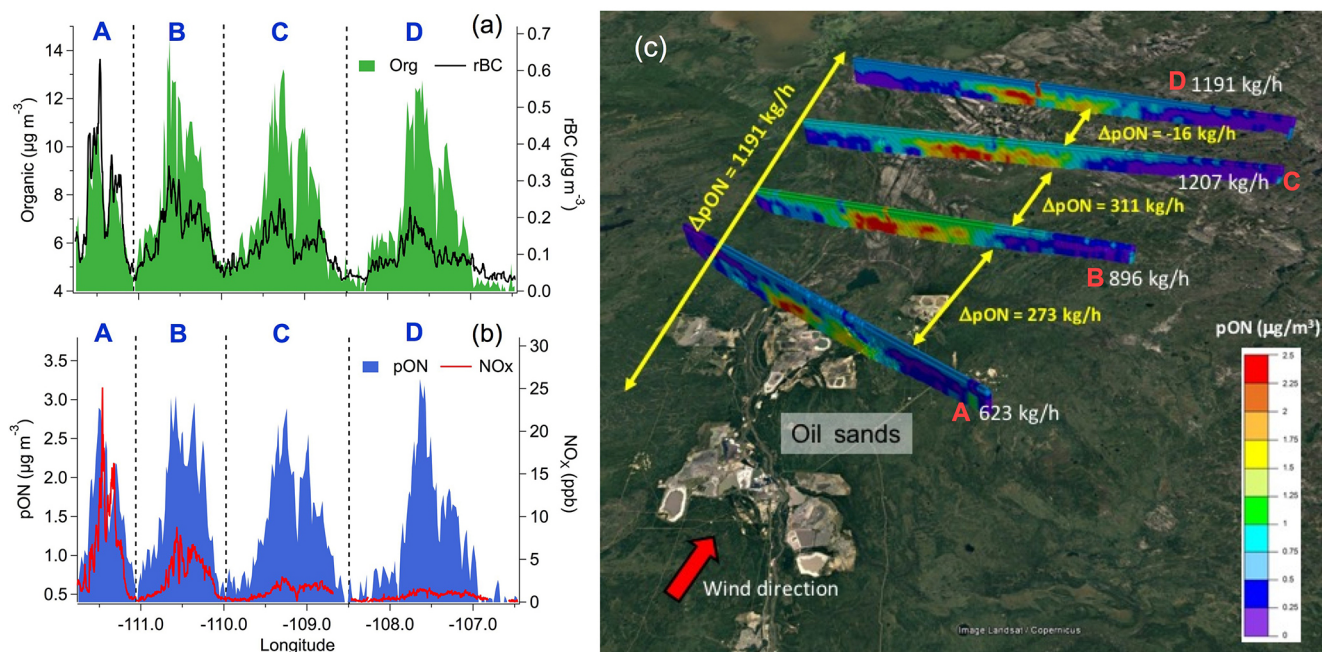 A B C D (a)
Org rBC
Organic (µg m⁻³)
14
12
10
8
6
4
rBC (µg m⁻³)
0.7
0.6
0.5
0.4
0.3
0.2
0.1
0.0
A B C D (b)
pON NOx
pON (µg m⁻³)
3.5
3.0
2.5
2.0
1.5
1.0
0.5
NOX (ppb)
30
25
20
15
10
5
0
-111.0 -110.0 -109.0 -108.0 -107.0
Longitude
(c)
D 1191 kg/h
ΔpON = 1191 kg/h
ΔpON = -16 kg/h
1207 kg/h C
ΔpON = 311 kg/h
B 896 kg/h
ΔpON = 273 kg/h
A 623 kg/h
Oil sands
Wind direction
pON (µg/m³)
2.5
2.25
2
1.75
1.5
1.25
1
0.75
0.5
0.25
0
Image Landsat / Copernicus